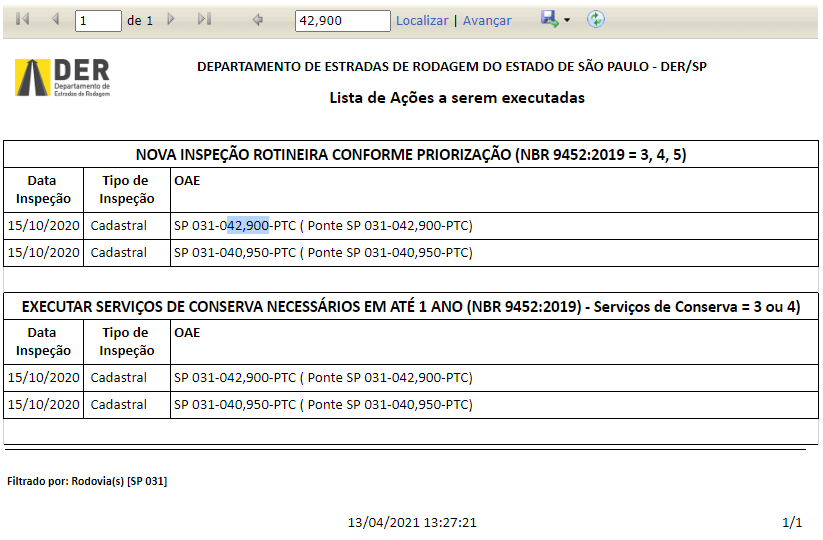 1 de 1 42,900 Localizar | Avançar
DER
Departamento de
Estradas de Rodagem
DEPARTAMENTO DE ESTRADAS DE RODAGEM DO ESTADO DE SÃO PAULO - DER/SP
Lista de Ações a serem executadas
NOVA INSPEÇÃO ROTINEIRA CONFORME PRIORIZAÇÃO (NBR 9452:2019 = 3, 4, 5)
Data Inspeção Tipo de Inspeção OAE
15/10/2020 Cadastral SP 031-042,900-PTC ( Ponte SP 031-042,900-PTC)
15/10/2020 Cadastral SP 031-040,950-PTC ( Ponte SP 031-040,950-PTC)
EXECUTAR SERVIÇOS DE CONSERVA NECESSÁRIOS EM ATÉ 1 ANO (NBR 9452:2019) - Serviços de Conserva = 3 ou 4)
Data Inspeção Tipo de Inspeção OAE
15/10/2020 Cadastral SP 031-042,900-PTC ( Ponte SP 031-042,900-PTC)
15/10/2020 Cadastral SP 031-040,950-PTC ( Ponte SP 031-040,950-PTC)
Filtrado por: Rodovia(s) [SP 031]
13/04/2021 13:27:21 1/1